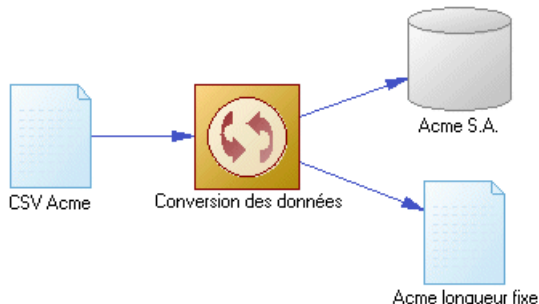 Acme S.A.
CSV Acme
Conversion des données
Acme longueur fixe